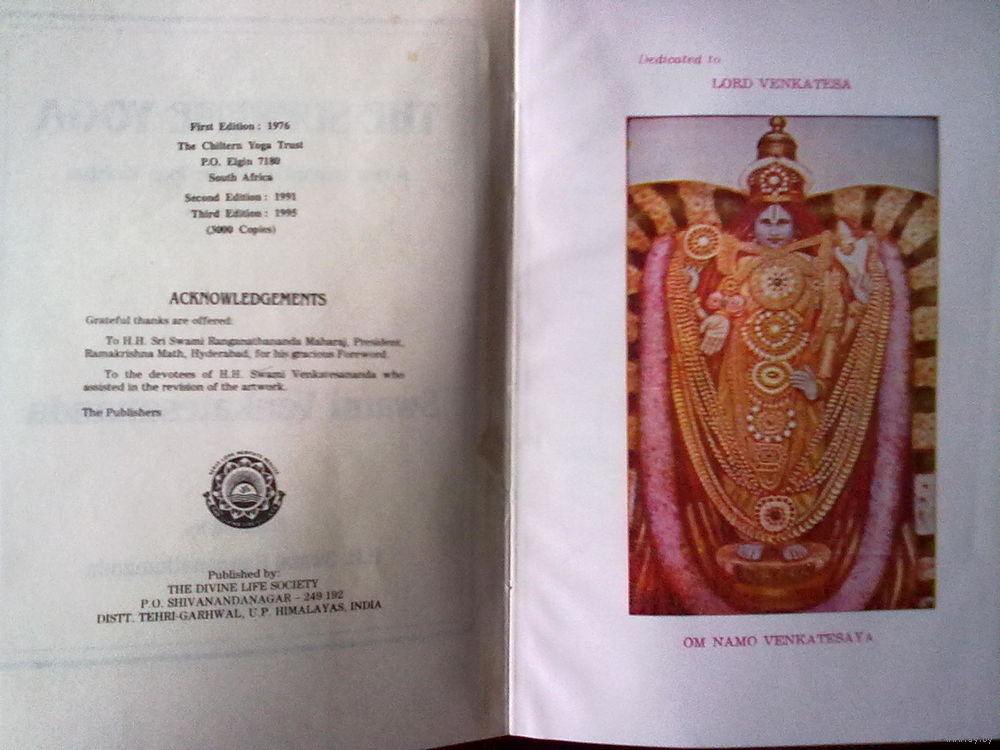 First Edition : 1976
The Chiltern Yoga Trust
P.O. Elgin 7180
South Africa
Second Edition : 1991
Third Edition : 1995
(3000 Copies)
ACKNOWLEDGEMENTS
Grateful thanks are offered:
To H.H. Sri Swami Ranganathananda Maharaj, President,
Ramakrishna Math, Hyderabad, for his gracious Foreword.
To the devotees of H.H. Swami Venkatesananda who
assisted in the revision of the artwork.
The Publishers
Published by:
THE DIVINE LIFE SOCIETY
P.O. SHIVANANDANAGAR – 249 192
DISTT. TEHRI-GARHWAL, U.P. HIMALAYAS, INDIA
Dedicated to
LORD VENKATESA
OM NAMO VENKATESAYA